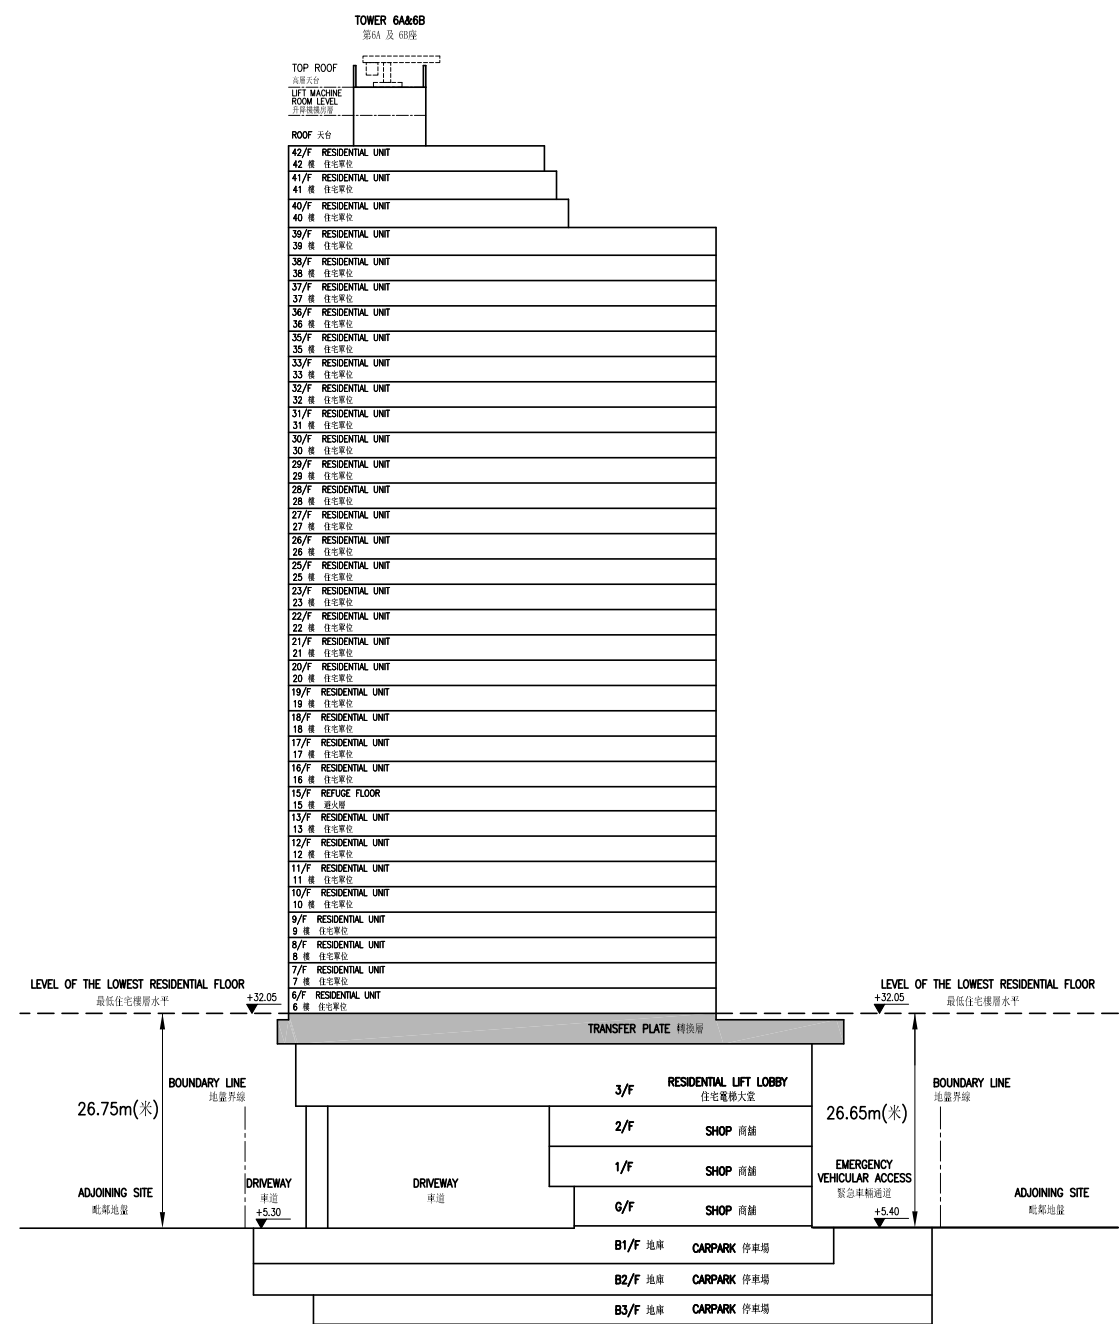 TOWER 6A&6B
第6A 及 6B座
TOP ROOF
高層天台
LIFT MACHINE
ROOM LEVEL
升降機機房層
ROOF 天台
42/F RESIDENTIAL UNIT
42 樓 住宅單位
41/F RESIDENTIAL UNIT
41 樓 住宅單位
40/F RESIDENTIAL UNIT
40 樓 住宅單位
39/F RESIDENTIAL UNIT
39 樓 住宅單位
38/F RESIDENTIAL UNIT
38 樓 住宅單位
37/F RESIDENTIAL UNIT
37 樓 住宅單位
36/F RESIDENTIAL UNIT
36 樓 住宅單位
35/F RESIDENTIAL UNIT
35 樓 住宅單位
33/F RESIDENTIAL UNIT
33 樓 住宅單位
32/F RESIDENTIAL UNIT
32 樓 住宅單位
31/F RESIDENTIAL UNIT
31 樓 住宅單位
30/F RESIDENTIAL UNIT
30 樓 住宅單位
29/F RESIDENTIAL UNIT
29 樓 住宅單位
28/F RESIDENTIAL UNIT
28 樓 住宅單位
27/F RESIDENTIAL UNIT
27 樓 住宅單位
26/F RESIDENTIAL UNIT
26 樓 住宅單位
25/F RESIDENTIAL UNIT
25 樓 住宅單位
23/F RESIDENTIAL UNIT
23 樓 住宅單位
22/F RESIDENTIAL UNIT
22 樓 住宅單位
21/F RESIDENTIAL UNIT
21 樓 住宅單位
20/F RESIDENTIAL UNIT
20 樓 住宅單位
19/F RESIDENTIAL UNIT
19 樓 住宅單位
18/F RESIDENTIAL UNIT
18 樓 住宅單位
17/F RESIDENTIAL UNIT
17 樓 住宅單位
16/F RESIDENTIAL UNIT
16 樓 住宅單位
15/F REFUGE FLOOR
15 樓 避火層
13/F RESIDENTIAL UNIT
13 樓 住宅單位
12/F RESIDENTIAL UNIT
12 樓 住宅單位
11/F RESIDENTIAL UNIT
11 樓 住宅單位
10/F RESIDENTIAL UNIT
10 樓 住宅單位
9/F RESIDENTIAL UNIT
9 樓 住宅單位
8/F RESIDENTIAL UNIT
8 樓 住宅單位
7/F RESIDENTIAL UNIT
7 樓 住宅單位
6/F RESIDENTIAL UNIT
6 樓 住宅單位
LEVEL OF THE LOWEST RESIDENTIAL FLOOR
最低住宅樓層水平
+32.05
LEVEL OF THE LOWEST RESIDENTIAL FLOOR
最低住宅樓層水平
+32.05
TRANSFER PLATE 轉換層
BOUNDARY LINE
地盤界線
26.75m(米)
3/F RESIDENTIAL LIFT LOBBY
住宅電梯大堂
2/F SHOP 商舖
1/F SHOP 商舖
G/F SHOP 商舖
26.65m(米)
BOUNDARY LINE
地盤界線
EMERGENCY
VEHICULAR ACCESS
緊急車輛通道
+5.40
ADJOINING SITE
毗鄰地盤
DRIVEWAY
車道
+5.30
DRIVEWAY
車道
ADJOINING SITE
毗鄰地盤
B1/F 地庫 CARPARK 停車場
B2/F 地庫 CARPARK 停車場
B3/F 地庫 CARPARK 停車場